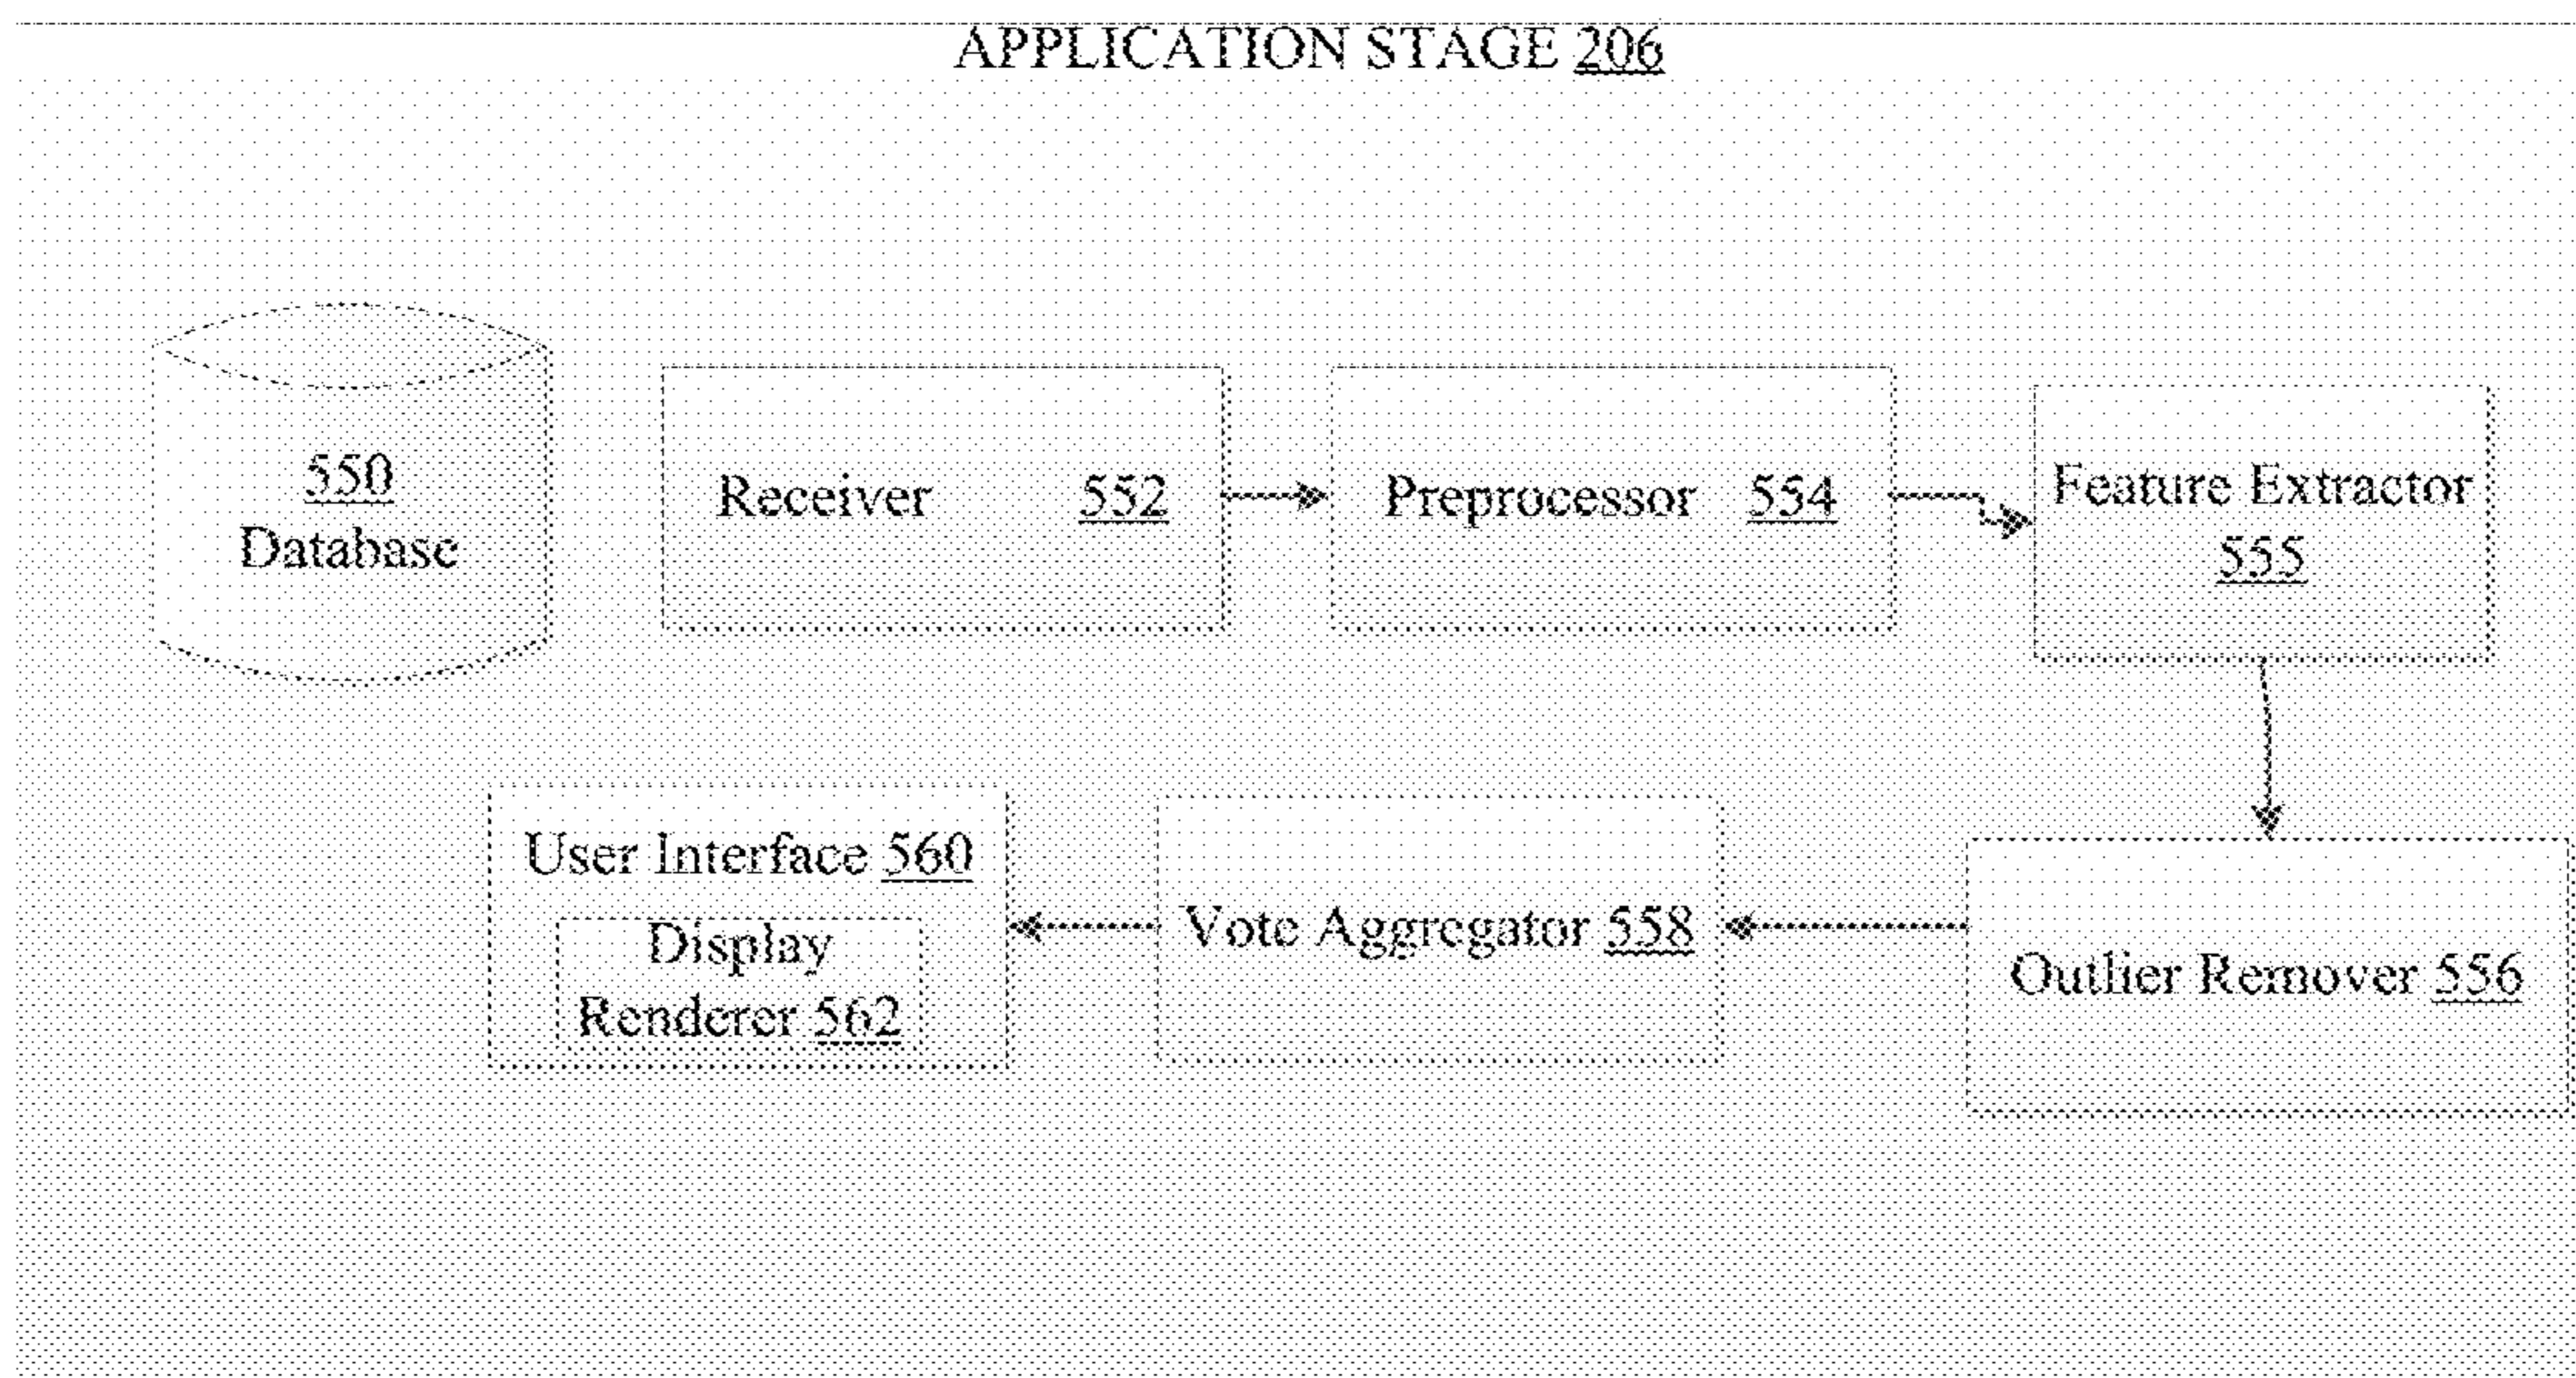 APPLICATION STAGE 206
550
Database
Receiver 552
Preprocessor 554
Feature Extractor
555
User Interface 560
Display
Renderer 562
Vote Aggregator 558
Outlier Remover 556